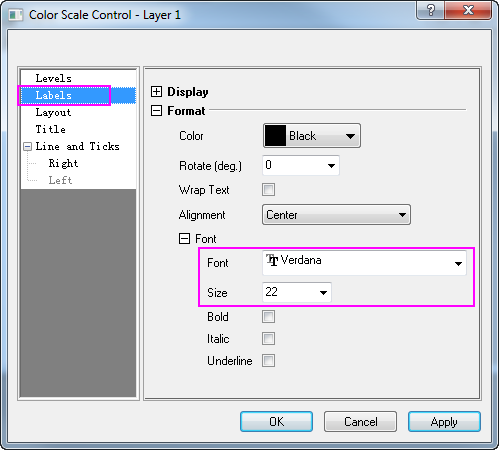 Color Scale Control - Layer 1
Levels
Labels
Layout
Title
Line and Ticks
Right
Left
Display
Format
Color Black
Rotate (deg.) 0
Wrap Text
Alignment Center
Font
Font Verdana
Size 22
Bold
Italic
Underline
OK Cancel Apply